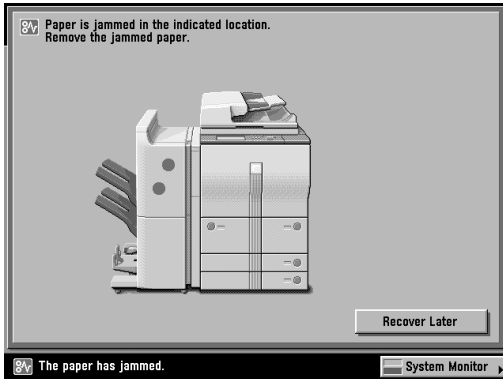 Paper is jammed in the indicated location.
Remove the jammed paper.
Recover Later
The paper has jammed.
System Monitor